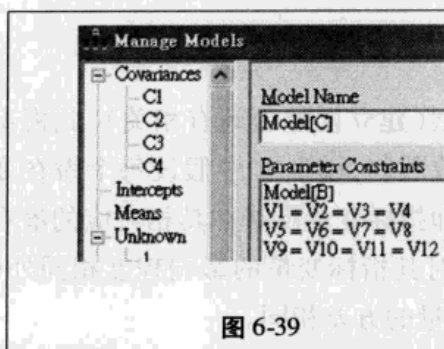 Manage Models
Covariances
C1
C2
C3
C4
Intercepts
Means
Unknown
Model Name
Model[C]
Parameter Constraints
Model[B]
V1 = V2 = V3 = V4
V5 = V6 = V7 = V8
V9 = V10 = V11 = V12
图 6-39